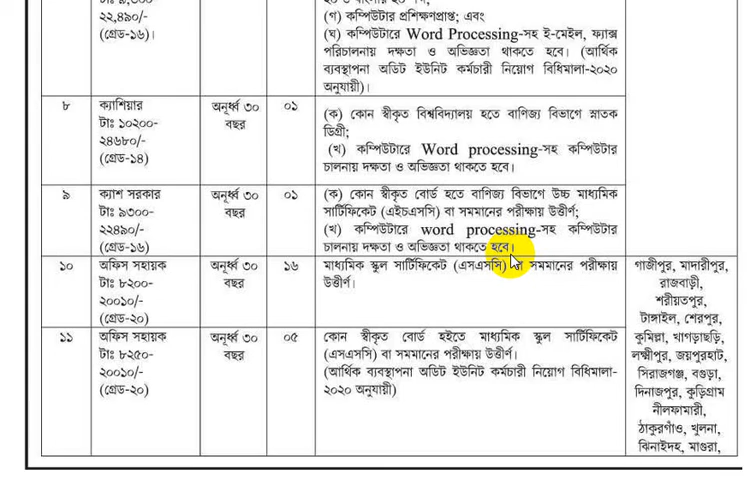 ২২,৪৯০/-
(গ্রেড-১৬)।
(গ) কম্পিউটার প্রশিক্ষণপ্রাপ্ত; এবং
(ঘ) কম্পিউটারে Word Processing-সহ ই-মেইল, ফ্যাক্স
পরিচালনায় দক্ষতা ও অভিজ্ঞতা থাকতে হবে। (আর্থিক
ব্যবস্থাপনা অডিট ইউনিট কর্মচারী নিয়োগ বিধিমালা-২০২০
অনুযায়ী)।
৮
ক্যাশিয়ার
টাঃ ১০২০০-
২৪৬৮০/-
(গ্রেড-১৪)
অনূর্ধ্ব ৩০
বছর
০১
(ক) কোন স্বীকৃত বিশ্ববিদ্যালয় হতে বাণিজ্য বিভাগে স্নাতক
ডিগ্রী;
(খ) কম্পিউটারে Word processing-সহ কম্পিউটার
চালনায় দক্ষতা ও অভিজ্ঞতা থাকতে হবে।
৯
ক্যাশ সরকার
টাঃ ৯৩০০-
২২৪৯০/-
(গ্রেড-১৬)
অনূর্ধ্ব ৩০
বছর
০১
(ক) কোন স্বীকৃত বোর্ড হতে বাণিজ্য বিভাগে উচ্চ মাধ্যমিক
সার্টিফিকেট (এইচএসসি) বা সমমানের পরীক্ষায় উত্তীর্ণ;
(খ) কম্পিউটারে word processing-সহ কম্পিউটার
চালনায় দক্ষতা ও অভিজ্ঞতা থাকতে হবে।
১০
অফিস সহায়ক
টাঃ ৮২০০-
২০০১০/-
(গ্রেড-২০)
অনূর্ধ্ব ৩০
বছর
১৬
মাধ্যমিক স্কুল সার্টিফিকেট (এসএসসি) বা সমমানের পরীক্ষায়
উত্তীর্ণ।
১১
অফিস সহায়ক
টাঃ ৮২৫০-
২০০১০/-
(গ্রেড-২০)
অনূর্ধ্ব ৩০
বছর
০৫
কোন স্বীকৃত বোর্ড হইতে মাধ্যমিক স্কুল সার্টিফিকেট
(এসএসসি) বা সমমানের পরীক্ষায় উত্তীর্ণ।
(আর্থিক ব্যবস্থাপনা অডিট ইউনিট কর্মচারী নিয়োগ বিধিমালা-
২০২০ অনুযায়ী)
গাজীপুর, মাদারীপুর,
রাজবাড়ী,
শরীয়তপুর,
টাঙ্গাইল, শেরপুর,
কুমিল্লা, খাগড়াছড়ি,
লক্ষ্মীপুর, জয়পুরহাট,
সিরাজগঞ্জ, বগুড়া,
দিনাজপুর, কুড়িগ্রাম
নীলফামারী,
ঠাকুরগাঁও, খুলনা,
ঝিনাইদহ, মাগুরা,